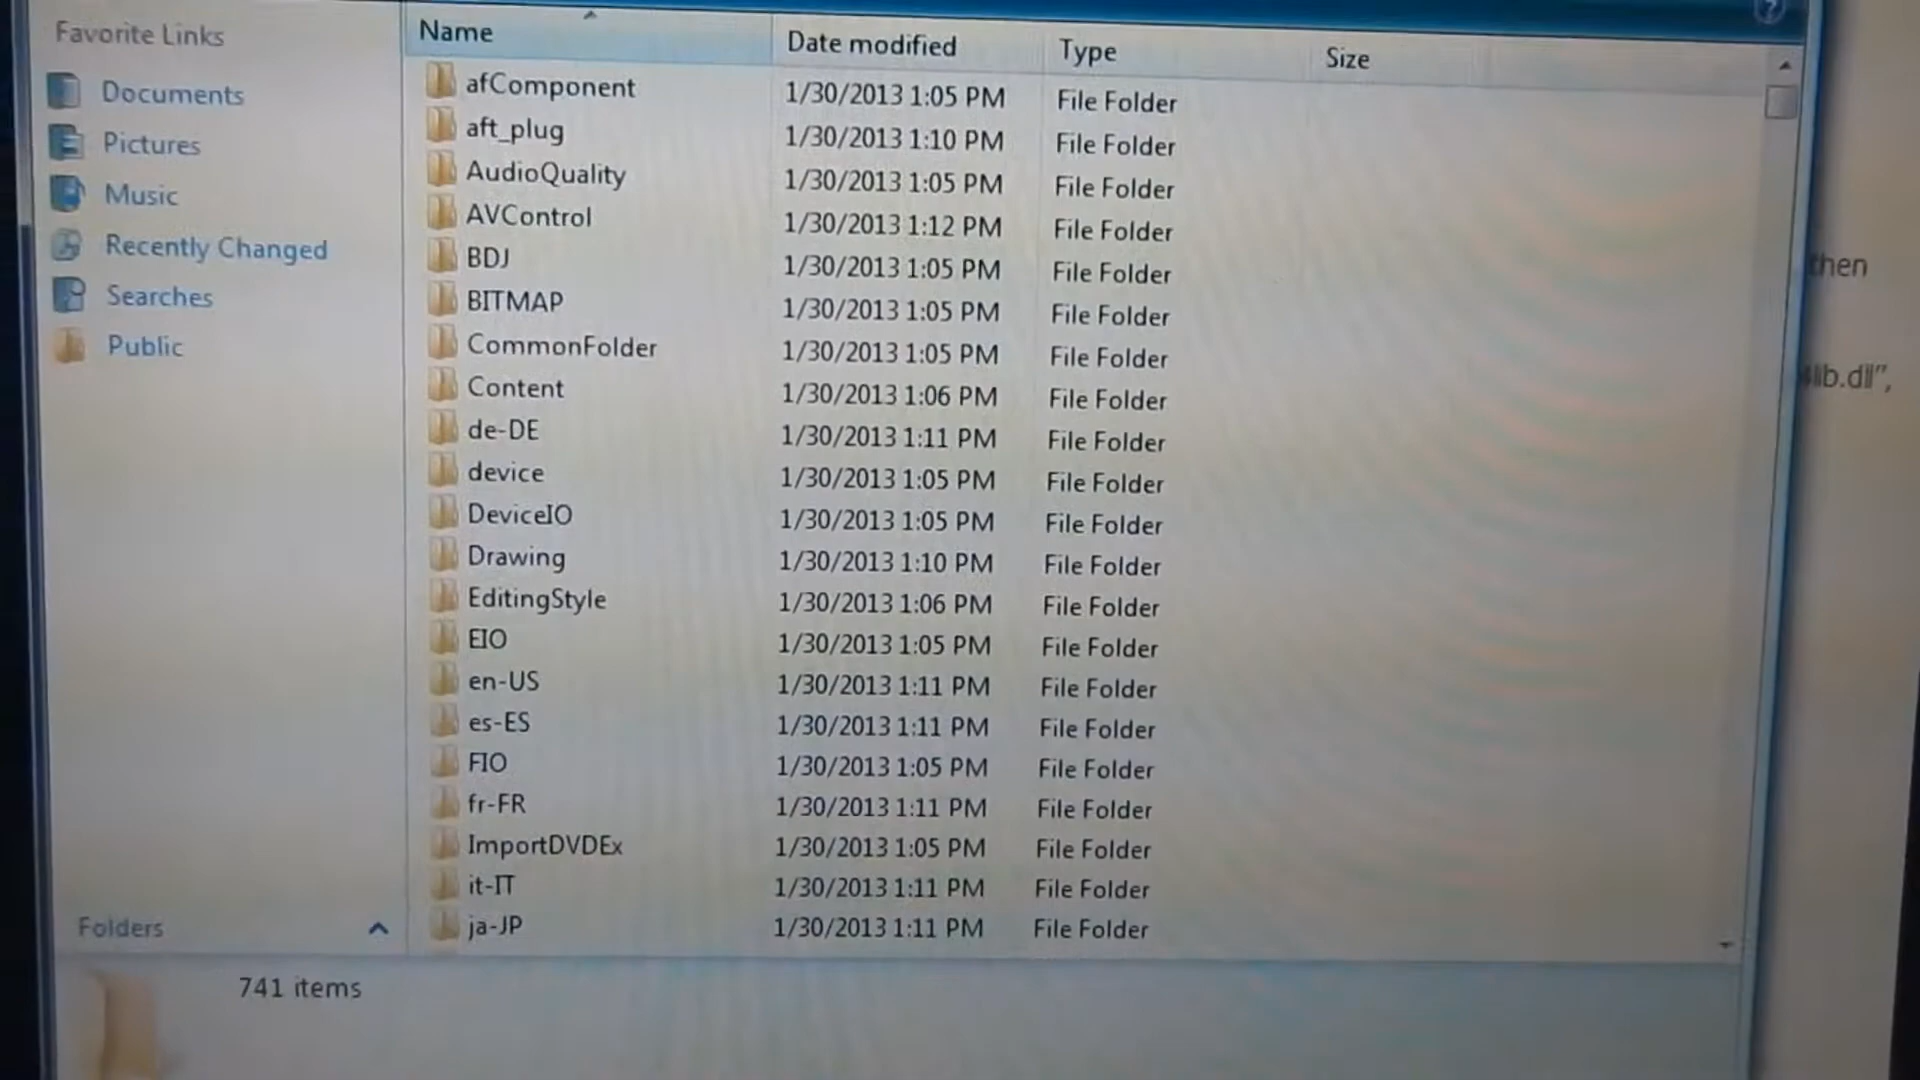 Favorite Links
Documents
Pictures
Music
Recently Changed
Searches
Public
Folders
Name Date modified Type Size
afComponent 1/30/2013 1:05 PM File Folder
aft_plug 1/30/2013 1:10 PM File Folder
AudioQuality 1/30/2013 1:05 PM File Folder
AVControl 1/30/2013 1:12 PM File Folder
BDJ 1/30/2013 1:05 PM File Folder
BITMAP 1/30/2013 1:05 PM File Folder
CommonFolder 1/30/2013 1:05 PM File Folder
Content 1/30/2013 1:06 PM File Folder
de-DE 1/30/2013 1:11 PM File Folder
device 1/30/2013 1:05 PM File Folder
DeviceIO 1/30/2013 1:05 PM File Folder
Drawing 1/30/2013 1:10 PM File Folder
EditingStyle 1/30/2013 1:06 PM File Folder
EIO 1/30/2013 1:05 PM File Folder
en-US 1/30/2013 1:11 PM File Folder
es-ES 1/30/2013 1:11 PM File Folder
FIO 1/30/2013 1:05 PM File Folder
fr-FR 1/30/2013 1:11 PM File Folder
ImportDVDEx 1/30/2013 1:05 PM File Folder
it-IT 1/30/2013 1:11 PM File Folder
ja-JP 1/30/2013 1:11 PM File Folder
741 items
then